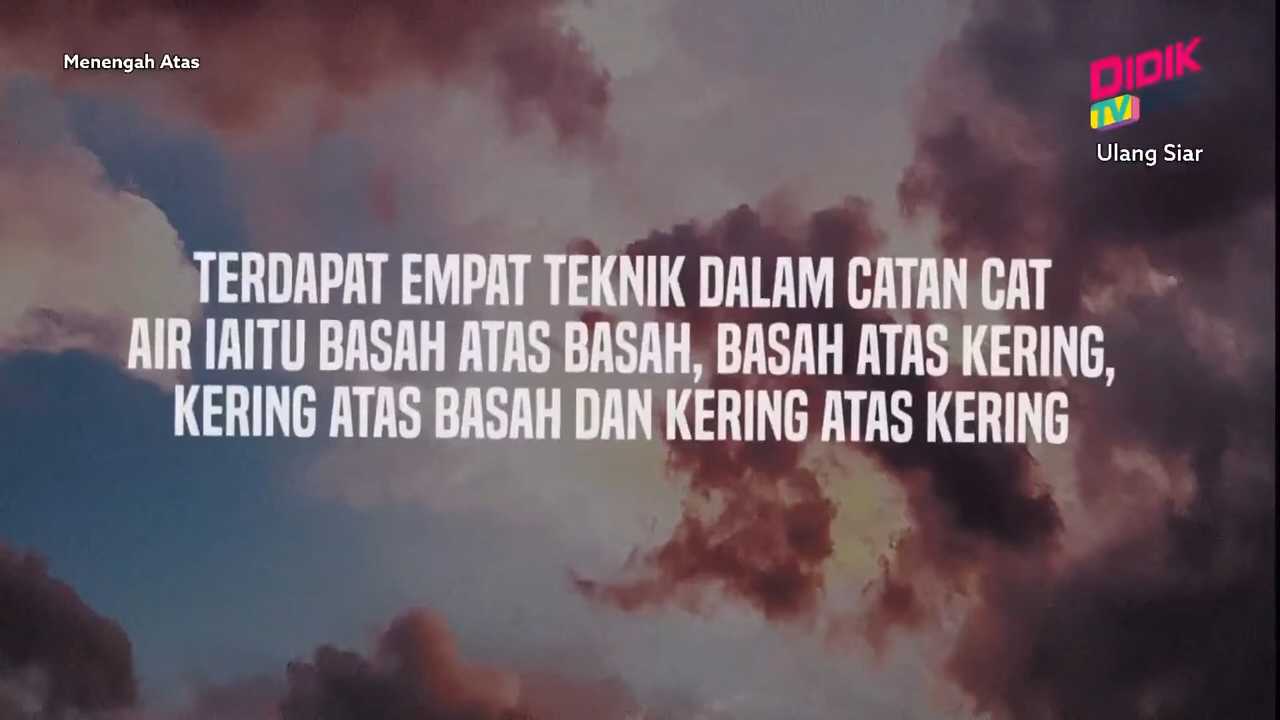 Menengah Atas
DIDIK
TV
Ulang Siar
TERDAPAT EMPAT TEKNIK DALAM CATAN CAT
AIR IAITU BASAH ATAS BASAH, BASAH ATAS KERING,
KERING ATAS BASAH DAN KERING ATAS KERING